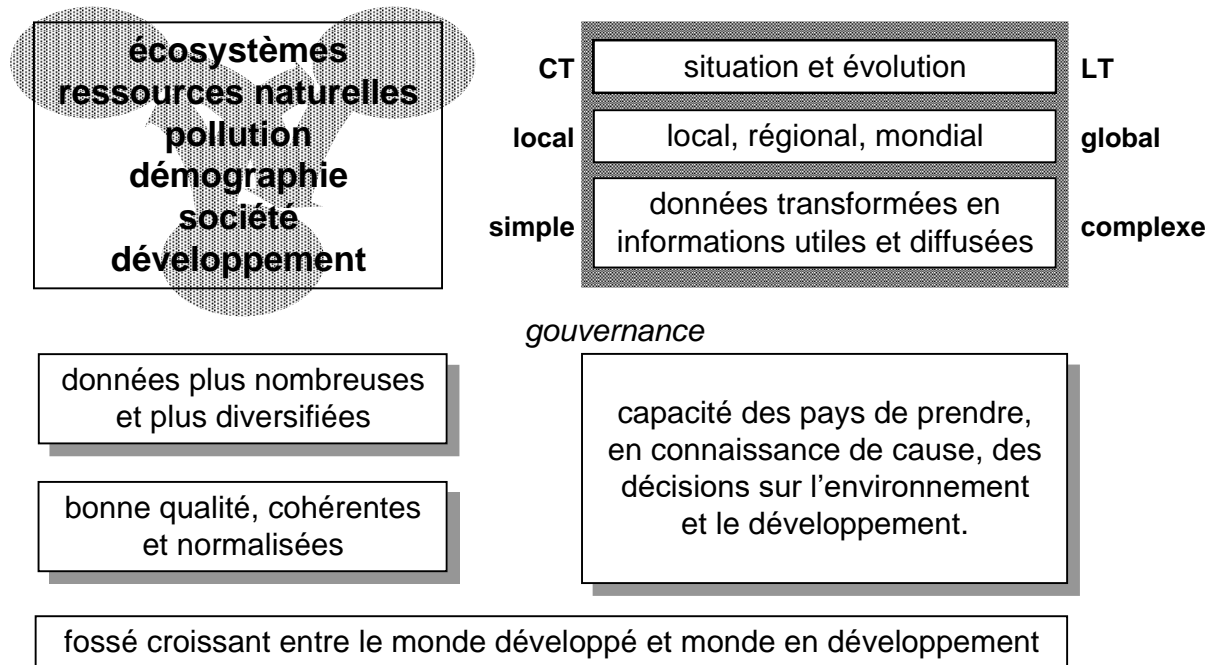 écosystèmes
ressources naturelles
pollution
démographie
société
développement
CT
situation et évolution
LT
local
local, régional, mondial
global
simple
données transformées en
informations utiles et diffusées
complexe
gouvernance
données plus nombreuses
et plus diversifiées
bonne qualité, cohérentes
et normalisées
capacité des pays de prendre,
en connaissance de cause, des
décisions sur l’environnement
et le développement.
fossé croissant entre le monde développé et monde en développement